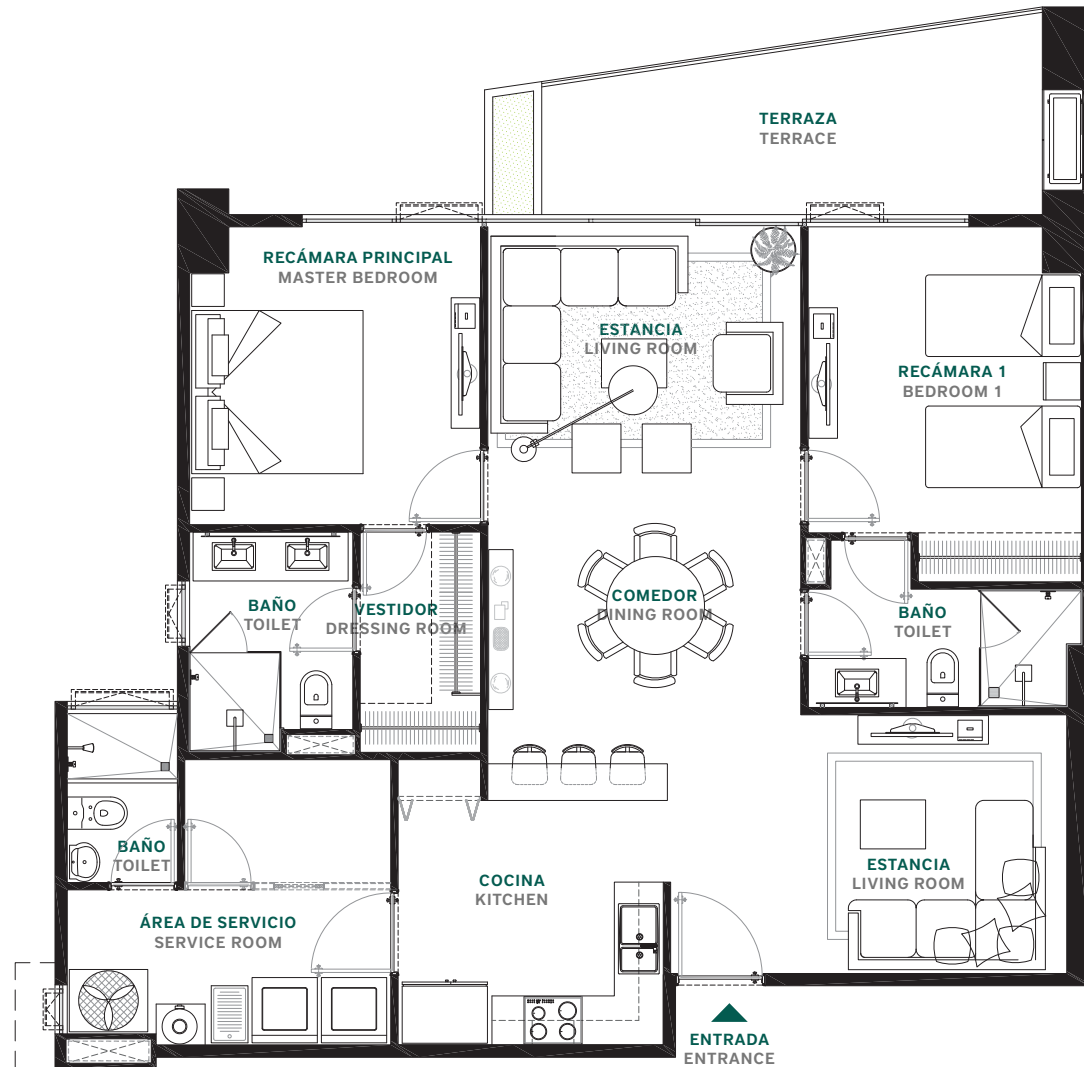 TERRAZA
TERRACE
RECÁMARA PRINCIPAL
MASTER BEDROOM
ESTANCIA
LIVING ROOM
RECÁMARA 1
BEDROOM 1
BAÑO
TOILET
VESTIDOR
DRESSING ROOM
COMEDOR
DINING ROOM
BAÑO
TOILET
BAÑO
TOILET
COCINA
KITCHEN
ESTANCIA
LIVING ROOM
ÁREA DE SERVICIO
SERVICE ROOM
ENTRADA
ENTRANCE